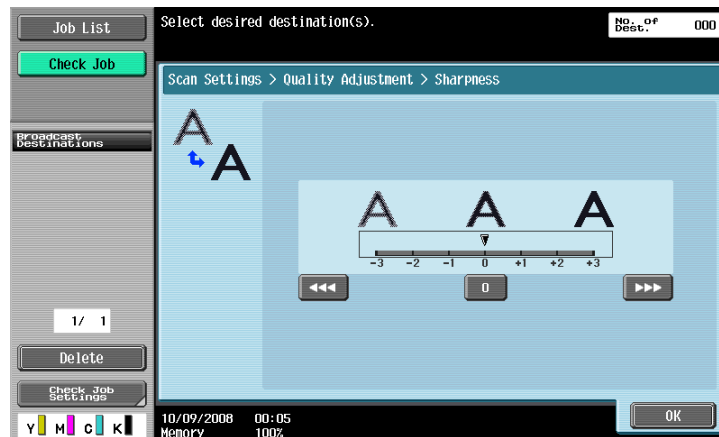 Job List
Select desired destination(s).
No. of
Dest.
000
Check Job
Scan Settings > Quality Adjustment > Sharpness
Broadcast
Destinations
A
A
A A A
-3 -2 -1 0 +1 +2 +3
0
1/ 1
Delete
Check Job
Settings
OK
Y M C K
10/09/2008 00:05
Memory 100%